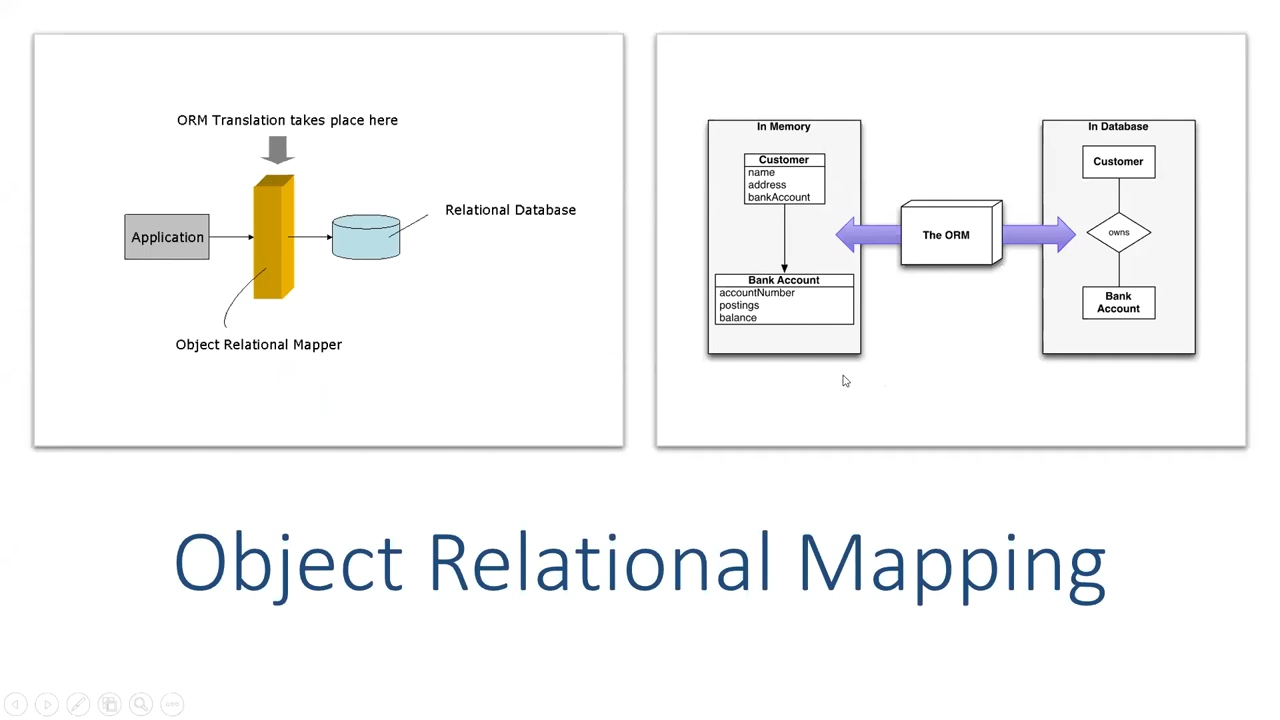 ORM Translation takes place here
Application
Relational Database
Object Relational Mapper
In Memory
Customer
name
address
bankAccount
Bank Account
accountNumber
postings
balance
The ORM
In Database
Customer
owns
Bank
Account
Object Relational Mapping